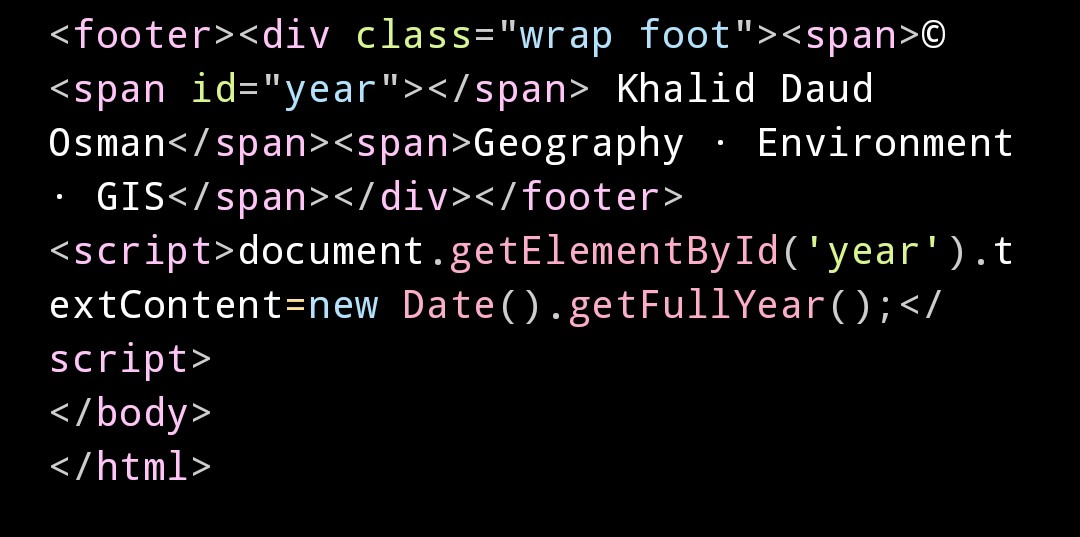 <footer><div class="wrap foot"><span>©
<span id="year"></span> Khalid Daud
Osman</span><span>Geography · Environment
· GIS</span></div></footer>
<script>document.getElementById('year').t
extContent=new Date().getFullYear();</
script>
</body>
</html>